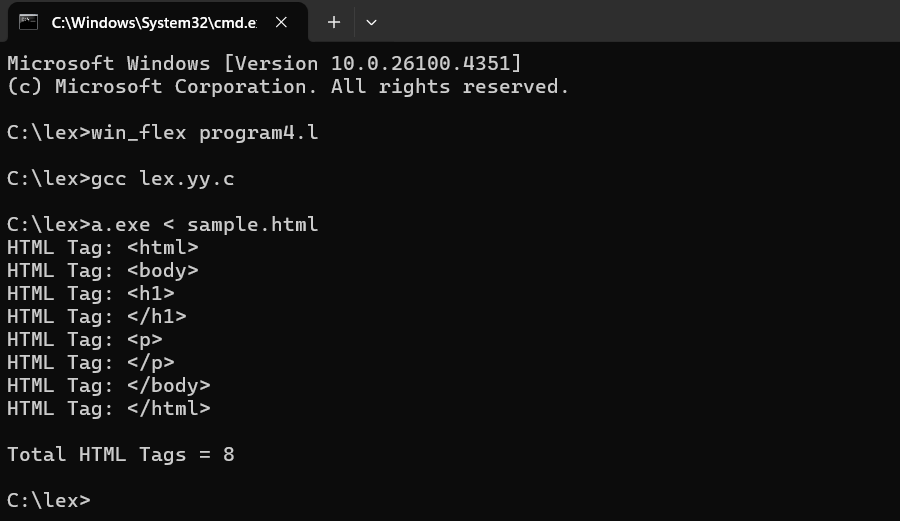 C:\Windows\System32\cmd.e
Microsoft Windows [Version 10.0.26100.4351]
(c) Microsoft Corporation. All rights reserved.
C:\lex>win_flex program4.l
C:\lex>gcc lex.yy.c
C:\lex>a.exe < sample.html
HTML Tag: <html>
HTML Tag: <body>
HTML Tag: <h1>
HTML Tag: </h1>
HTML Tag: <p>
HTML Tag: </p>
HTML Tag: </body>
HTML Tag: </html>
Total HTML Tags = 8
C:\lex>